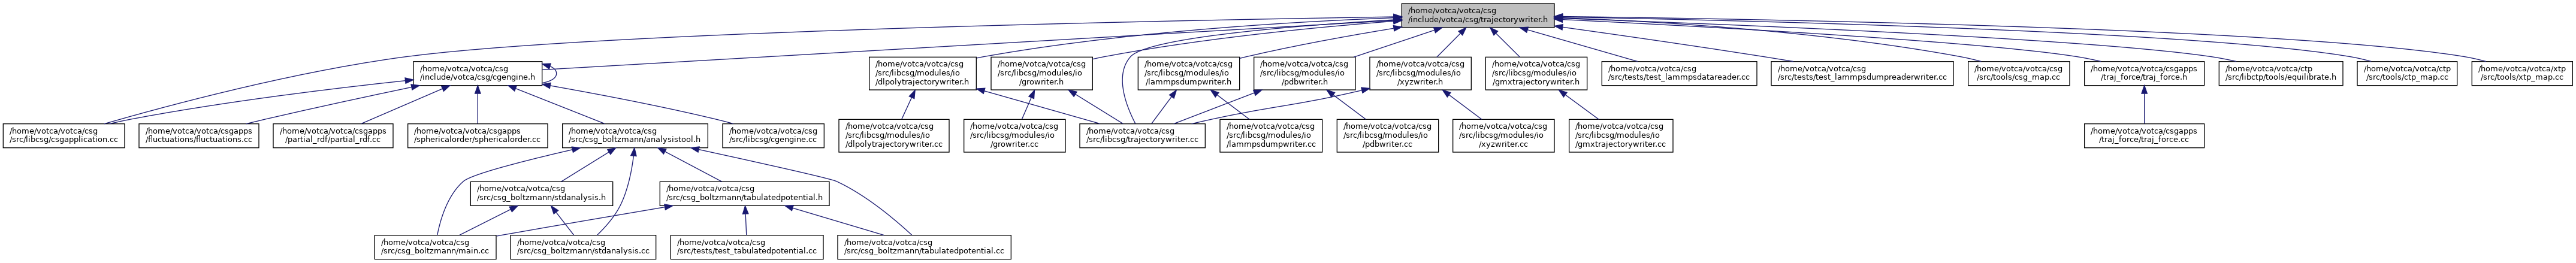 /home/votca/votca/csg
/include/votca/csg/trajectorywriter.h
/home/votca/votca/csg
/include/votca/csg/cgengine.h
/home/votca/votca/csg
/src/libcsg/modules/io
/dlpolytrajectorywriter.h
/home/votca/votca/csg
/src/libcsg/modules/io
/growriter.h
/home/votca/votca/csg
/src/libcsg/modules/io
/lammpsdumpwriter.h
/home/votca/votca/csg
/src/libcsg/modules/io
/pdbwriter.h
/home/votca/votca/csg
/src/libcsg/modules/io
/xyzwriter.h
/home/votca/votca/csg
/src/libcsg/modules/io
/gmxtrajectorywriter.h
/home/votca/votca/csg
/src/tests/test_lammpsdatareader.cc
/home/votca/votca/csg
/src/tests/test_lammpsdumpreaderwriter.cc
/home/votca/votca/csg
/src/tools/csg_map.cc
/home/votca/votca/csgapps
/traj_force/traj_force.h
/home/votca/votca/ctp
/src/libctp/tools/equilibrate.h
/home/votca/votca/ctp
/src/tools/ctp_map.cc
/home/votca/votca/xtp
/src/tools/xtp_map.cc
/home/votca/votca/csg
/src/libcsg/csgapplication.cc
/home/votca/votca/csgapps
/fluctuations/fluctuations.cc
/home/votca/votca/csgapps
/partial_rdf/partial_rdf.cc
/home/votca/votca/csgapps
/sphericalorder/sphericalorder.cc
/home/votca/votca/csg
/src/csg_boltzmann/analysistool.h
/home/votca/votca/csg
/src/libcsg/cgengine.cc
/home/votca/votca/csg
/src/libcsg/modules/io
/dlpolytrajectorywriter.cc
/home/votca/votca/csg
/src/libcsg/modules/io
/growriter.cc
/home/votca/votca/csg
/src/libcsg/trajectorywriter.cc
/home/votca/votca/csg
/src/libcsg/modules/io
/lammpsdumpwriter.cc
/home/votca/votca/csg
/src/libcsg/modules/io
/pdbwriter.cc
/home/votca/votca/csg
/src/libcsg/modules/io
/xyzwriter.cc
/home/votca/votca/csg
/src/libcsg/modules/io
/gmxtrajectorywriter.cc
/home/votca/votca/csgapps
/traj_force/traj_force.cc
/home/votca/votca/csg
/src/csg_boltzmann/stdanalysis.h
/home/votca/votca/csg
/src/csg_boltzmann/tabulatedpotential.h
/home/votca/votca/csg
/src/csg_boltzmann/main.cc
/home/votca/votca/csg
/src/csg_boltzmann/stdanalysis.cc
/home/votca/votca/csg
/src/tests/test_tabulatedpotential.cc
/home/votca/votca/csg
/src/csg_boltzmann/tabulatedpotential.cc